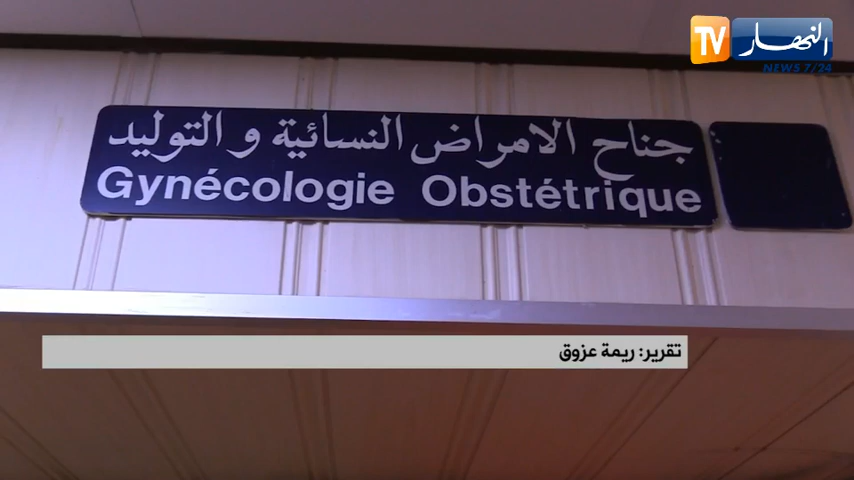 TV النهار
NEWS 7/24
جناح الامراض النسائية و التوليد
Gynécologie Obstétrique
تقرير: ريمة عزوق